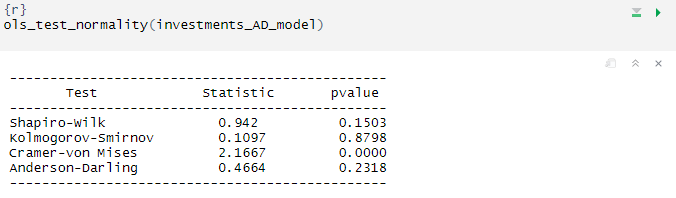 {r}
ols_test_normality(investments_AD_model)
-----------------------------------------------
Test Statistic pvalue
-----------------------------------------------
Shapiro-Wilk 0.942 0.1503
Kolmogorov-Smirnov 0.1097 0.8798
Cramer-von Mises 2.1667 0.0000
Anderson-Darling 0.4664 0.2318
-----------------------------------------------